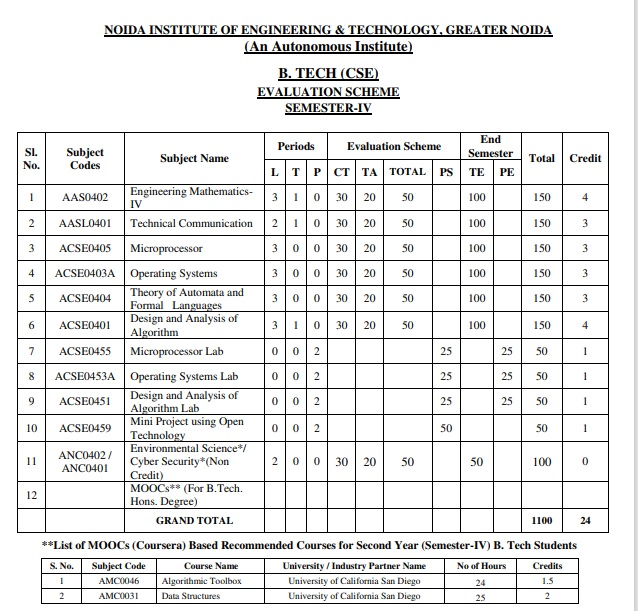 NOIDA INSTITUTE OF ENGINEERING & TECHNOLOGY, GREATER NOIDA
(An Autonomous Institute)
B. TECH (CSE)
EVALUATION SCHEME
SEMESTER-IV
Sl. No. Subject Codes Subject Name Periods Evaluation Scheme End Semester Total Credit
L T P CT TA TOTAL PS TE PE
1 AAS0402 Engineering Mathematics-IV 3 1 0 30 20 50 100 150 4
2 AASL0401 Technical Communication 2 1 0 30 20 50 100 150 3
3 ACSE0405 Microprocessor 3 0 0 30 20 50 100 150 3
4 ACSE0403A Operating Systems 3 0 0 30 20 50 100 150 3
5 ACSE0404 Theory of Automata and Formal Languages 3 0 0 30 20 50 100 150 3
6 ACSE0401 Design and Analysis of Algorithm 3 1 0 30 20 50 100 150 4
7 ACSE0455 Microprocessor Lab 0 0 2 25 25 50 1
8 ACSE0453A Operating Systems Lab 0 0 2 25 25 50 1
9 ACSE0451 Design and Analysis of Algorithm Lab 0 0 2 25 25 50 1
10 ACSE0459 Mini Project using Open Technology 0 0 2 50 50 1
11 ANC0402 / ANC0401 Environmental Science*/ Cyber Security*(Non Credit) 2 0 0 30 20 50 50 100 0
12 MOOCs** (For B.Tech. Hons. Degree)
GRAND TOTAL 1100 24
**List of MOOCs (Coursera) Based Recommended Courses for Second Year (Semester-IV) B. Tech Students
S. No. Subject Code Course Name University / Industry Partner Name No of Hours Credits
1 AMC0046 Algorithmic Toolbox University of California San Diego 24 1.5
2 AMC0031 Data Structures University of California San Diego 25 2